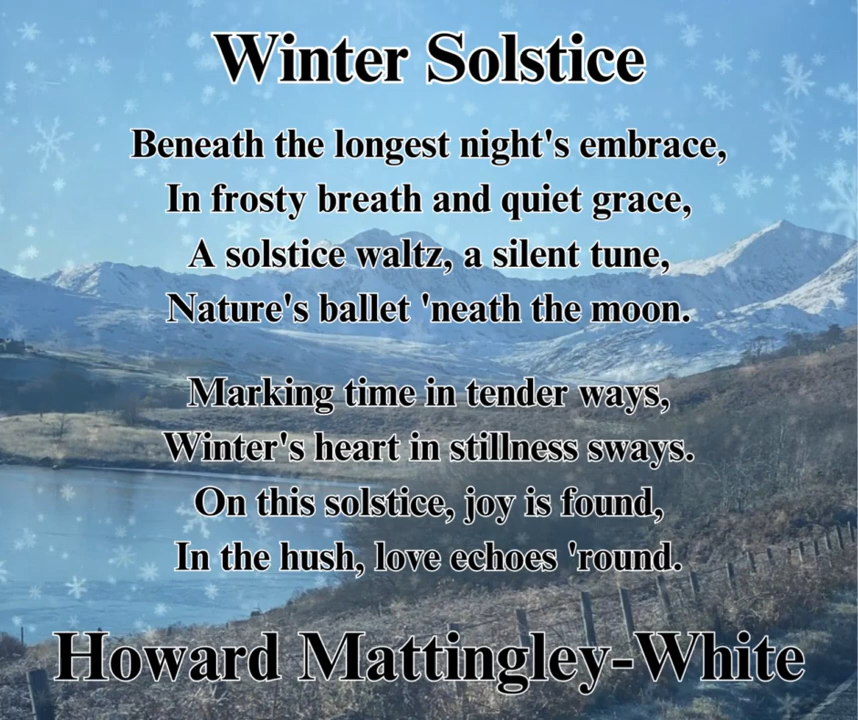 Winter Solstice
Beneath the longest night's embrace,
In frosty breath and quiet grace,
A solstice waltz, a silent tune,
Nature's ballet 'neath the moon.
Marking time in tender ways,
Winter's heart in stillness sways.
On this solstice, joy is found,
In the hush, love echoes 'round.
Howard Mattingley-White